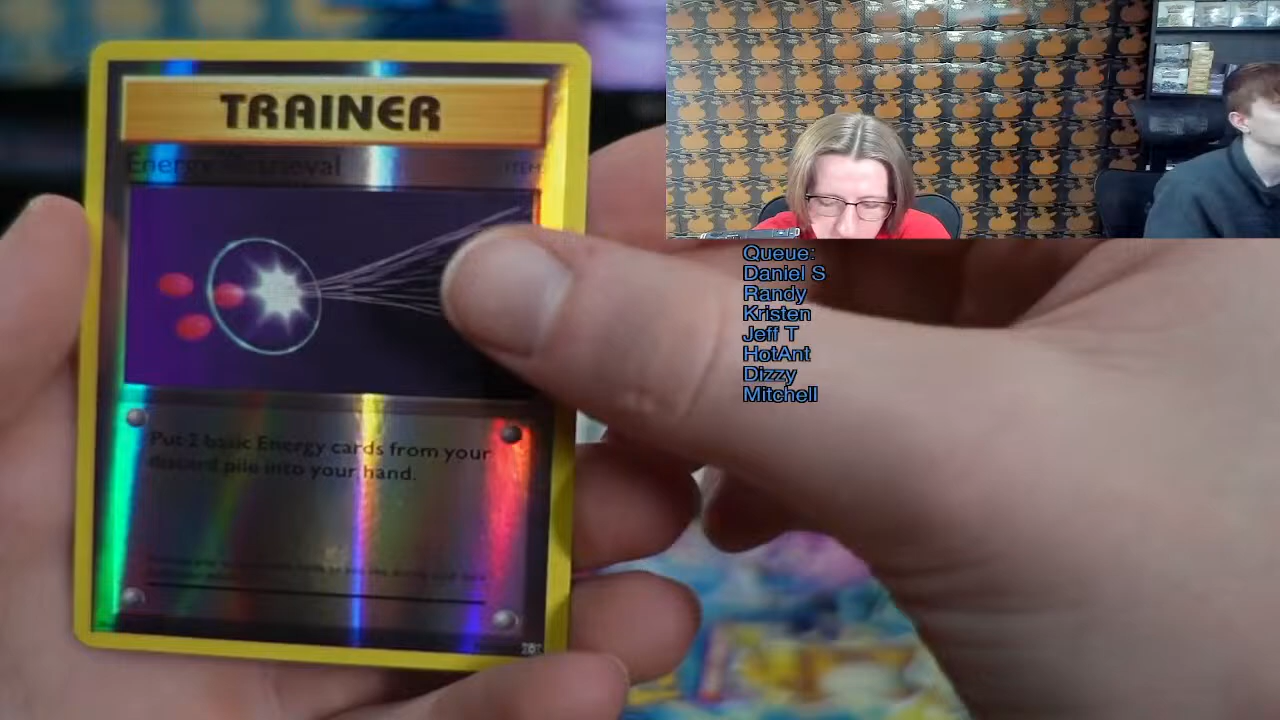 TRAINER
Energy Retrieval
Put 2 basic Energy cards from your
discard pile into your hand.
Queue:
Daniel S
Randy
Kristen
Jeff T
HotAnt
Dizzy
Mitchell